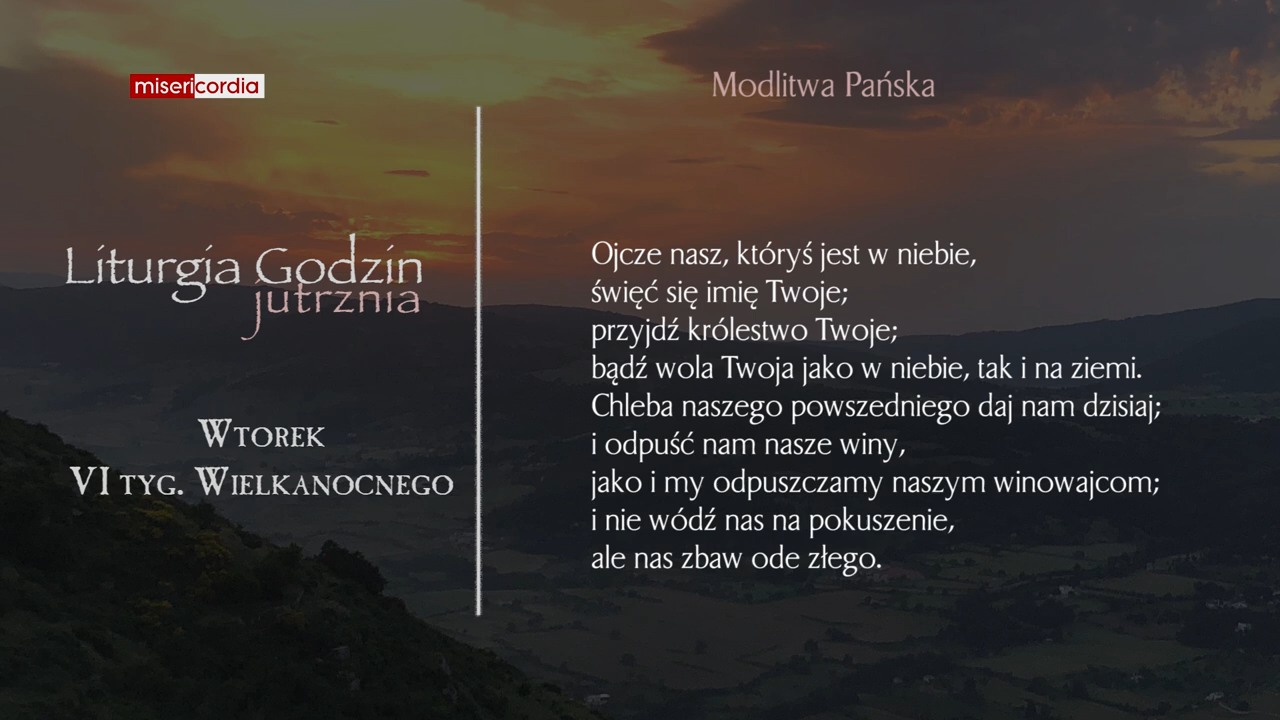 misericordia
Liturgia Godzin
jutrznia
Wtorek
VI tyg. Wielkanocnego
Modlitwa Pańska
Ojcze nasz, któryś jest w niebie,
święć się imię Twoje;
przyjdź królestwo Twoje;
bądź wola Twoja jako w niebie, tak i na ziemi.
Chleba naszego powszedniego daj nam dzisiaj;
i odpuść nam nasze winy,
jako i my odpuszczamy naszym winowajcom;
i nie wódź nas na pokuszenie,
ale nas zbaw ode złego.